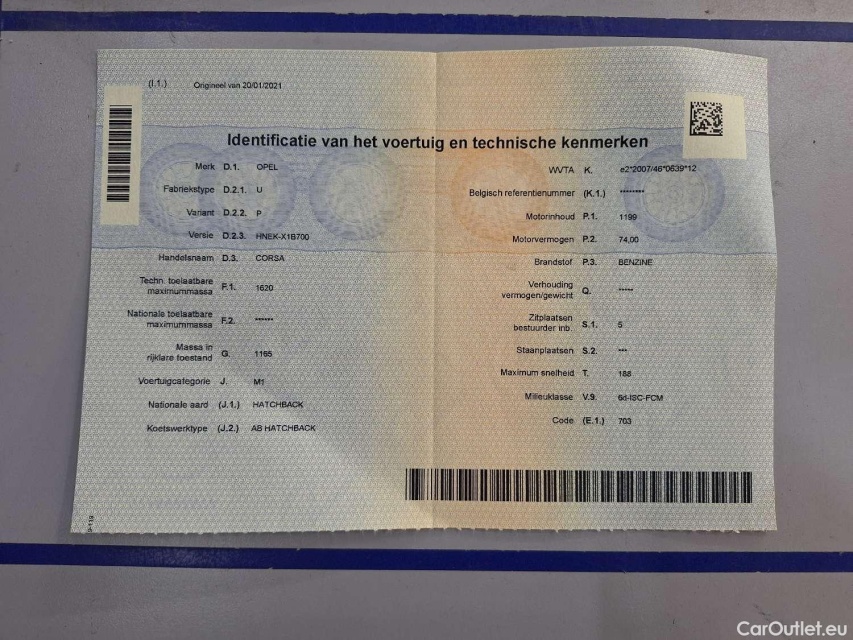 (I.1.) Origineel van 20/01/2021
Identificatie van het voertuig en technische kenmerken
Merk D.1. OPEL
Fabriekstype D.2.1. U
Variant D.2.2. P
Versie D.2.3. HNEK-X1B700
Handelsnaam D.3. CORSA
Techn. toelaatbare
maximummassa F.1. 1620
Nationale toelaatbare
maximummassa F.2. ******
Massa in
rijklare toestand G. 1165
Voertuigcategorie J. M1
Nationale aard (J.1.) HATCHBACK
Koetswerktype (J.2.) AB HATCHBACK
WVTA K. e2*2007/46*0639*12
Belgisch referentienummer (K.1.) ********
Motorinhoud P.1. 1199
Motorvermogen P.2. 74,00
Brandstof P.3. BENZINE
Verhouding
vermogen/gewicht Q. *****
Zitplaatsen
bestuurder inb. S.1. 5
Staanplaatsen S.2. ***
Maximum snelheid T. 188
Milieuklasse V.9. 6d-ISC-FCM
Code (E.1.) 703
CarOutlet.eu